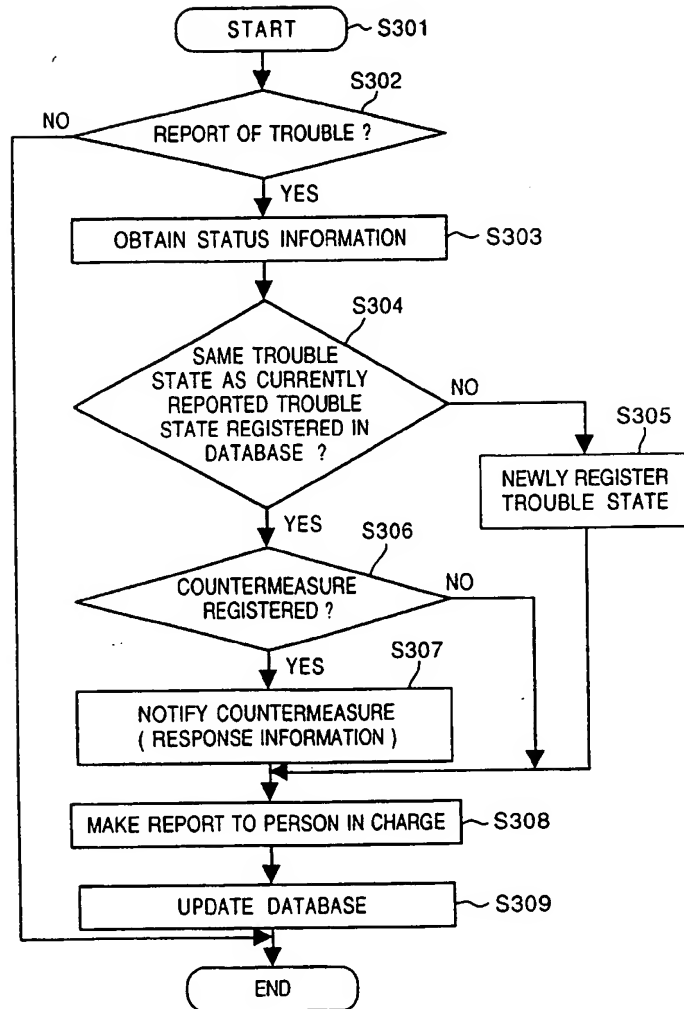 START
S301
S302
NO
REPORT OF TROUBLE ?
YES
OBTAIN STATUS INFORMATION
S303
S304
SAME TROUBLE
STATE AS CURRENTLY
REPORTED TROUBLE
STATE REGISTERED IN
DATABASE ?
NO
S305
NEWLY REGISTER
TROUBLE STATE
YES
S306
COUNTERMEASURE
REGISTERED ?
NO
YES
S307
NOTIFY COUNTERMEASURE
( RESPONSE INFORMATION )
MAKE REPORT TO PERSON IN CHARGE
S308
UPDATE DATABASE
S309
END